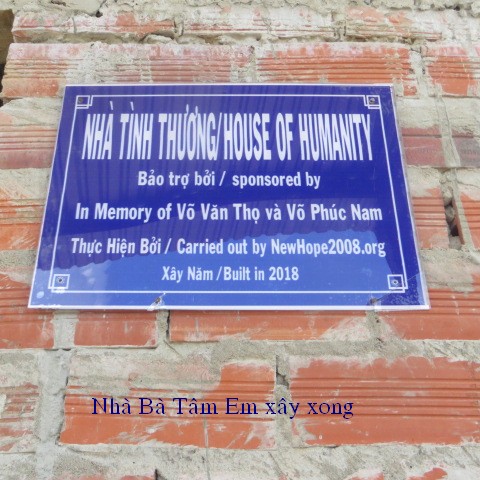 NHÀ TÌNH THƯƠNG/HOUSE OF HUMANITY
Bảo trợ bởi / sponsored by
In Memory of Võ Văn Thọ và Võ Phúc Nam
Thực Hiện Bởi / Carried out by NewHope2008.org
Xây Năm /Built in 2018
Nhà Bà Tâm Em xây xong